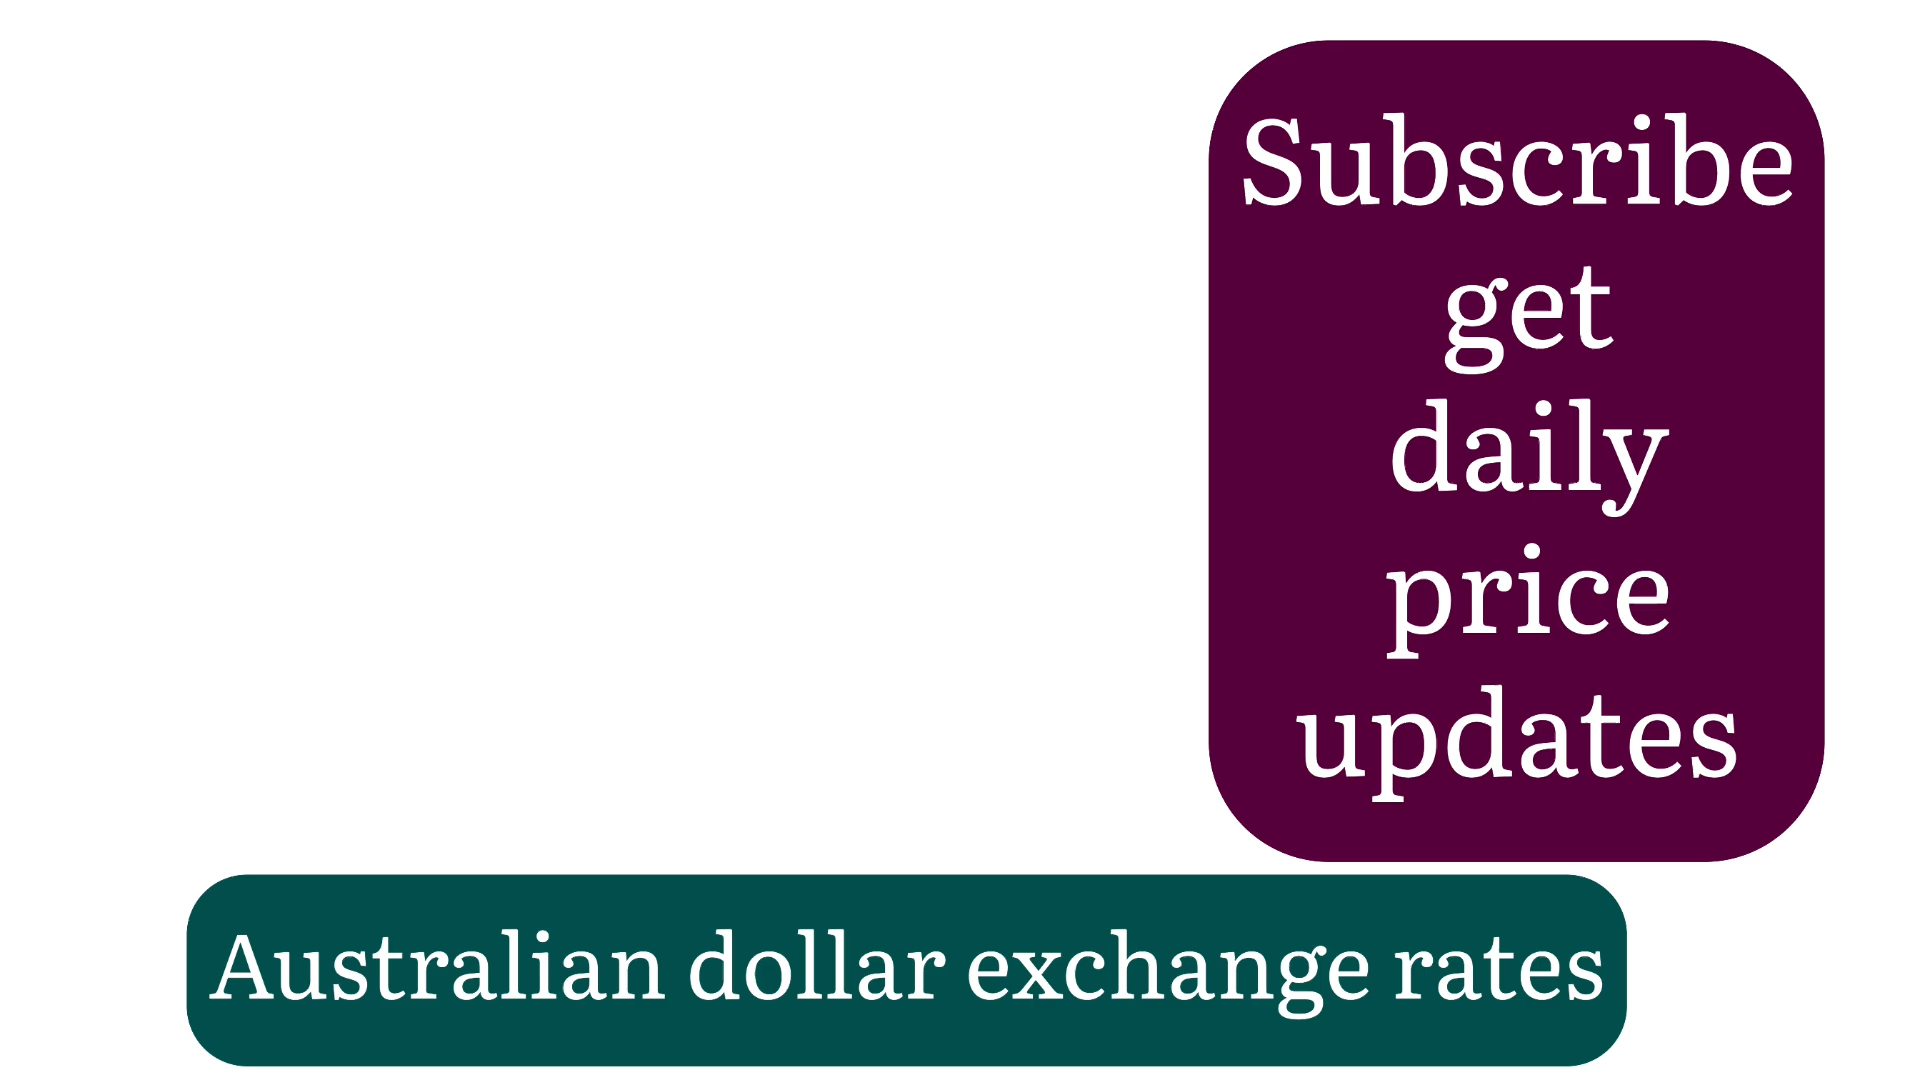 Subscribe
get
daily
price
updates
Australian dollar exchange rates